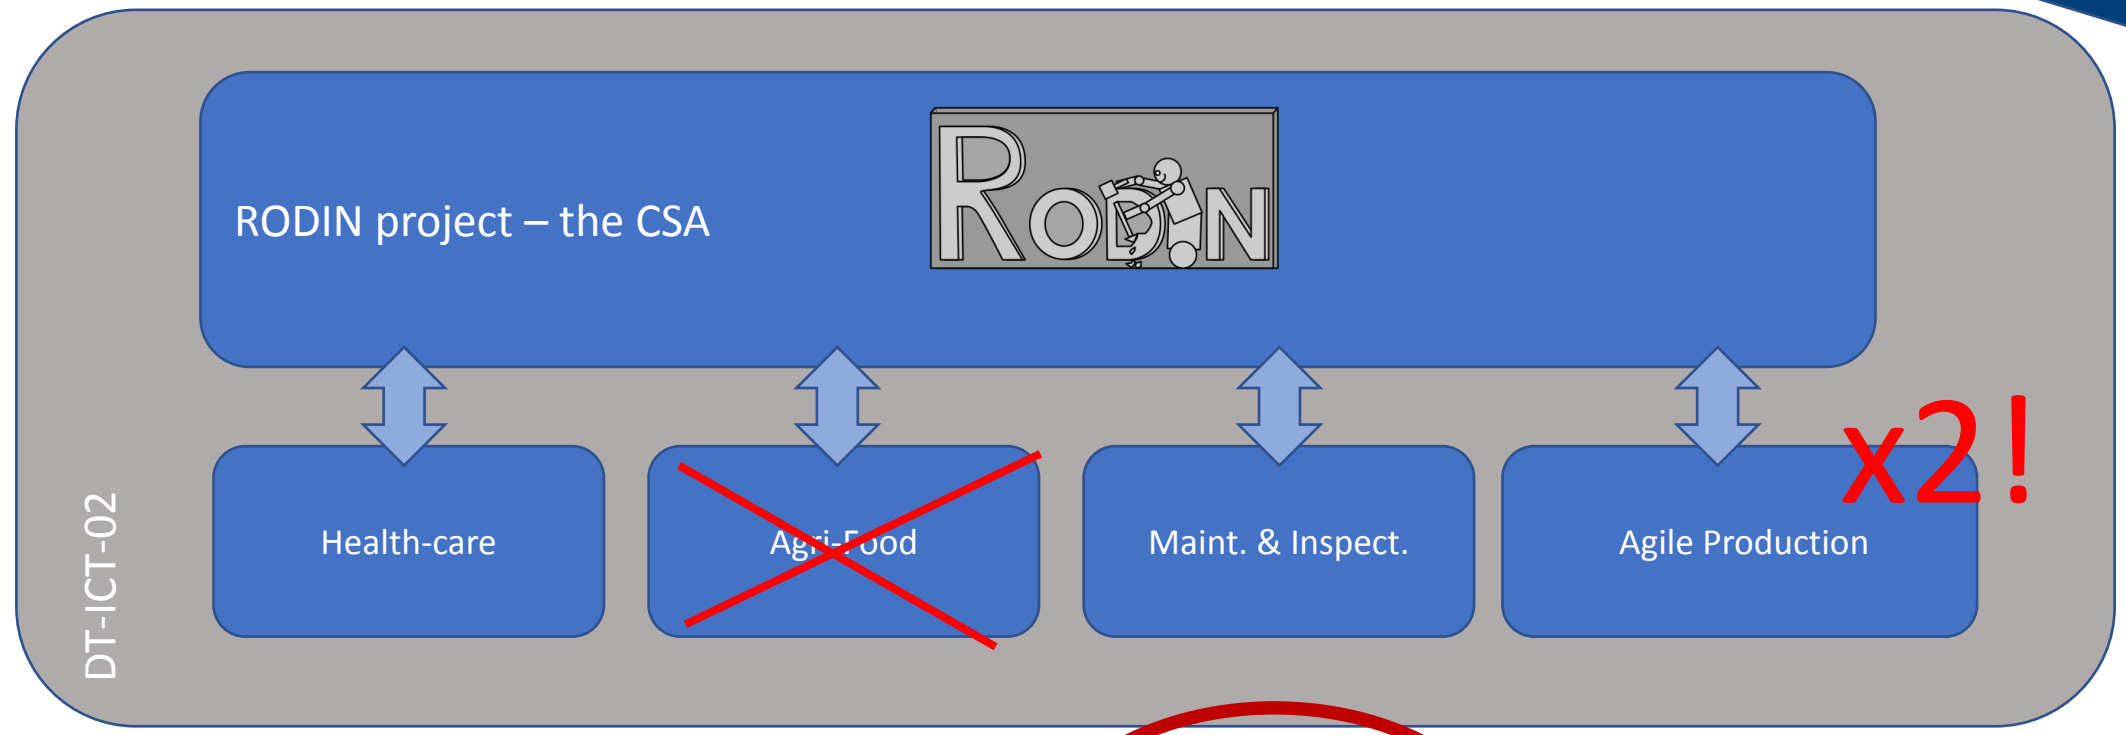 RODIN project – the CSA
RODIN
x2!
Health-care
Agri-Food
Maint. & Inspect.
Agile Production
DT-ICT-02